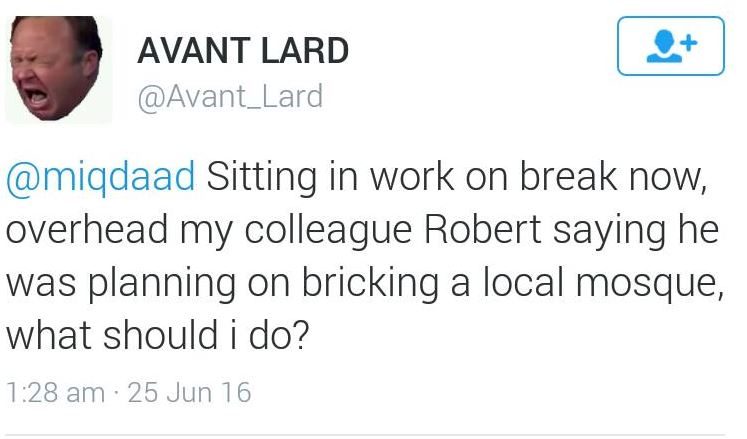 AVANT LARD
@Avant_Lard
@miqdaad Sitting in work on break now,
overhead my colleague Robert saying he
was planning on bricking a local mosque,
what should i do?
1:28 am · 25 Jun 16